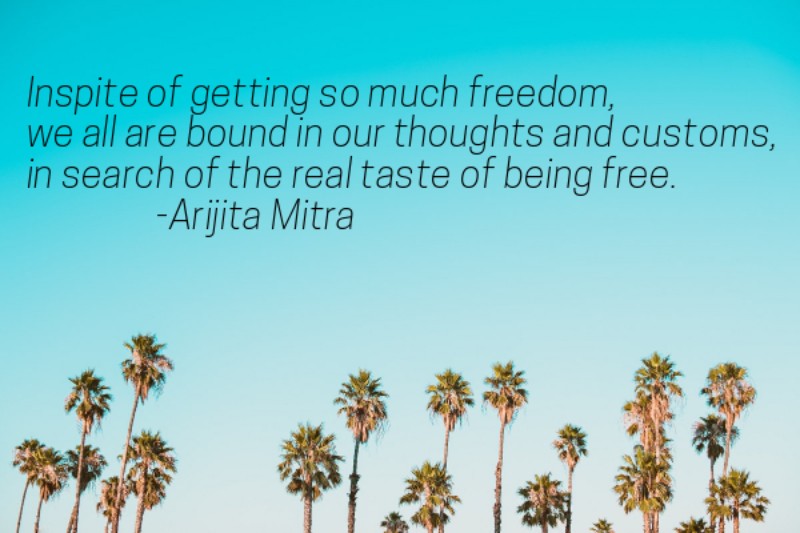 Inspite of getting so much freedom,
we all are bound in our thoughts and customs,
in search of the real taste of being free.
-Arijita Mitra